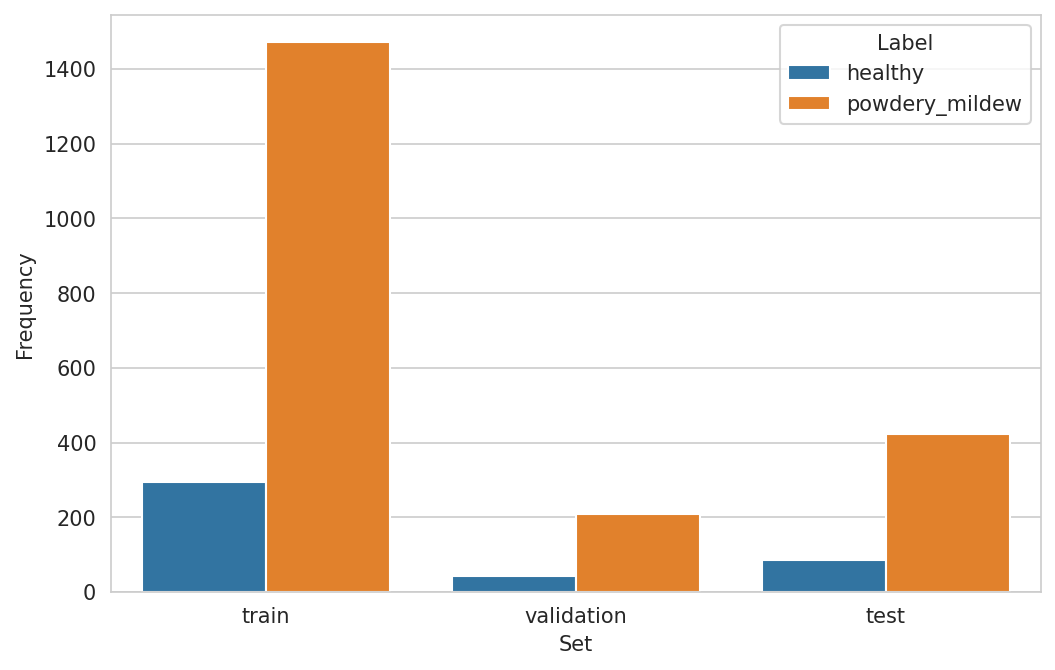 Label
healthy
powdery_mildew
Frequency
1400
1200
1000
800
600
400
200
0
train validation test
Set